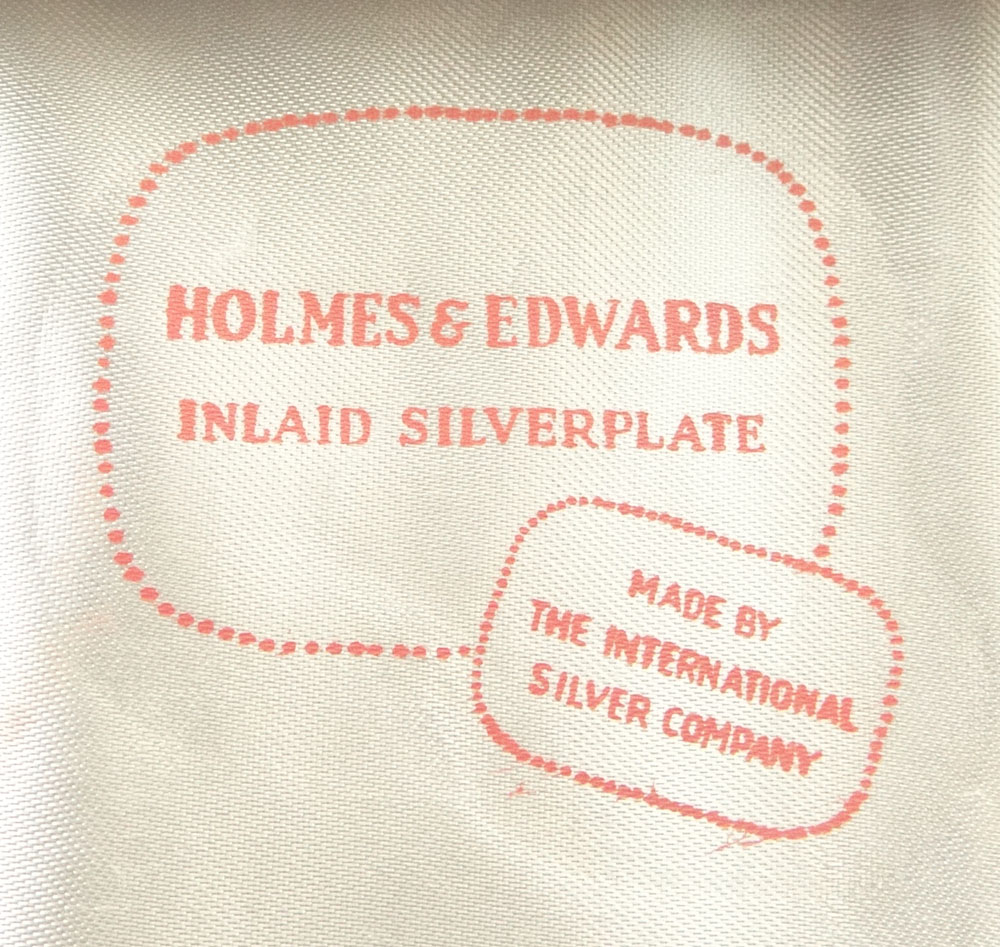 HOLMES & EDWARDS
INLAID SILVERPLATE
MADE BY
THE INTERNATIONAL
SILVER COMPANY